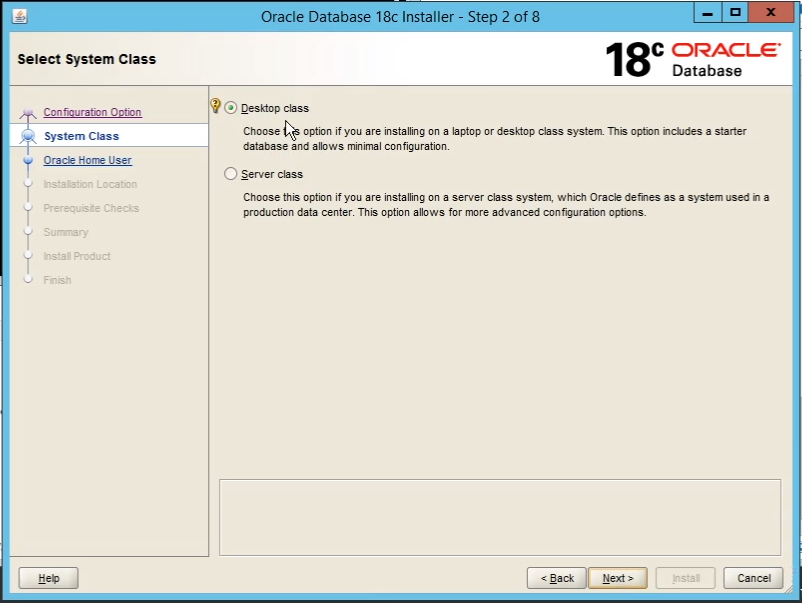 Oracle Database 18c Installer - Step 2 of 8
X
Select System Class
18c ORACLE
Database
Configuration Option
System Class
Oracle Home User
Installation Location
Prerequisite Checks
Summary
Install Product
Finish
Desktop class
Choose this option if you are installing on a laptop or desktop class system. This option includes a starter
database and allows minimal configuration.
Server class
Choose this option if you are installing on a server class system, which Oracle defines as a system used in a
production data center. This option allows for more advanced configuration options.
Help
< Back
Next >
Install
Cancel